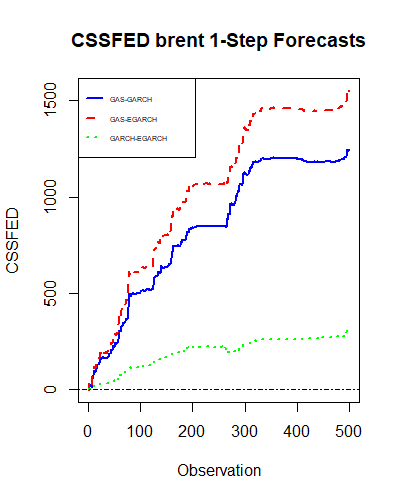 CSSFED brent 1-Step Forecasts
CSSFED
1500
1000
500
0
GAS-GARCH
GAS-EGARCH
GARCH-EGARCH
0 100 200 300 400 500
Observation